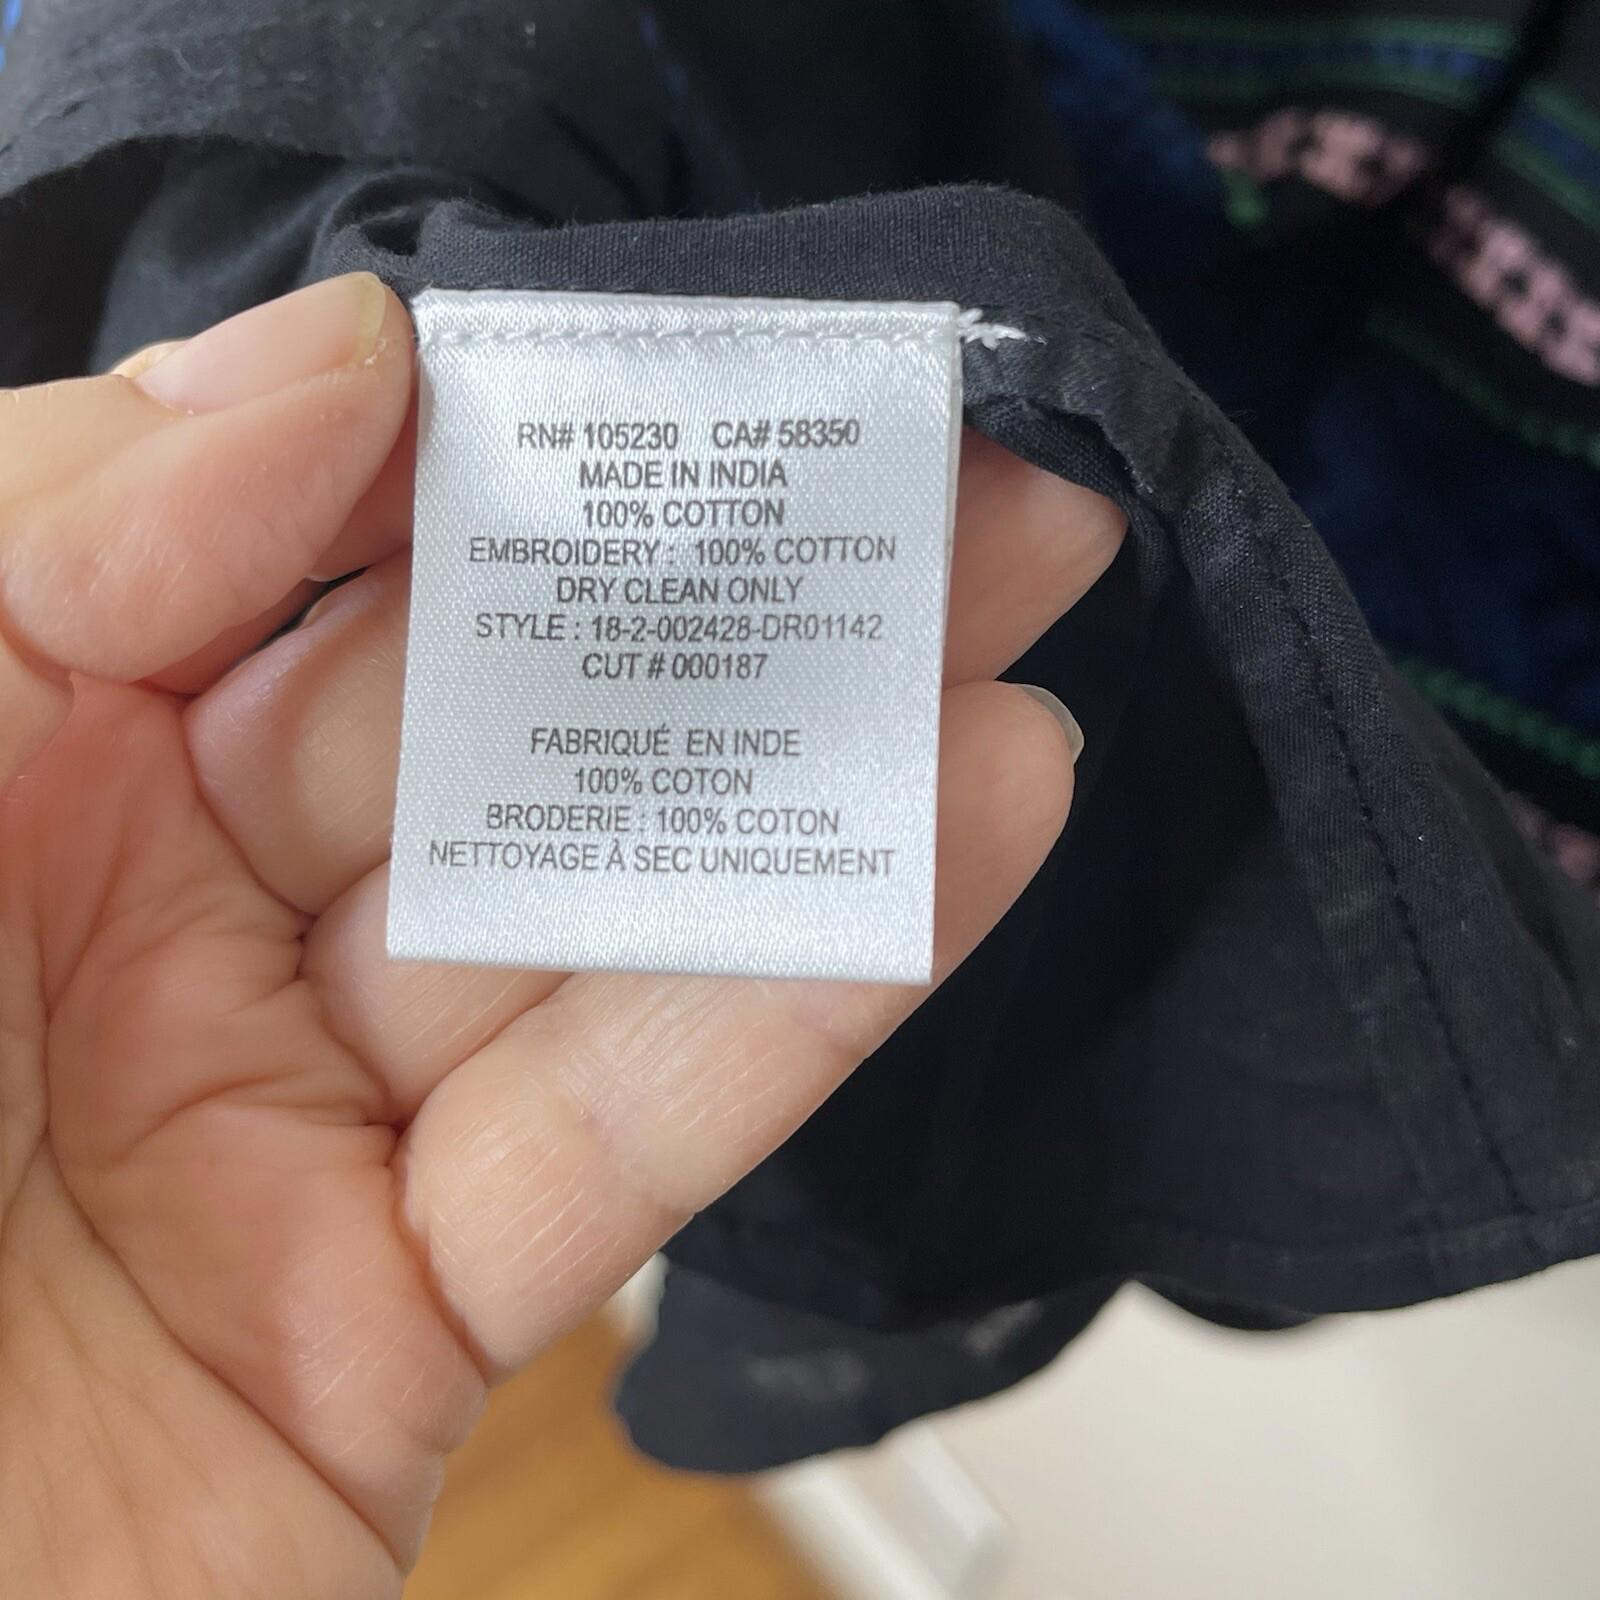 RN# 105230 CA# 58350
MADE IN INDIA
100% COTTON
EMBROIDERY : 100% COTTON
DRY CLEAN ONLY
STYLE : 18-2-002428-DR01142
CUT # 000187
FABRIQUÉ EN INDE
100% COTON
BRODERIE : 100% COTON
NETTOYAGE À SEC UNIQUEMENT